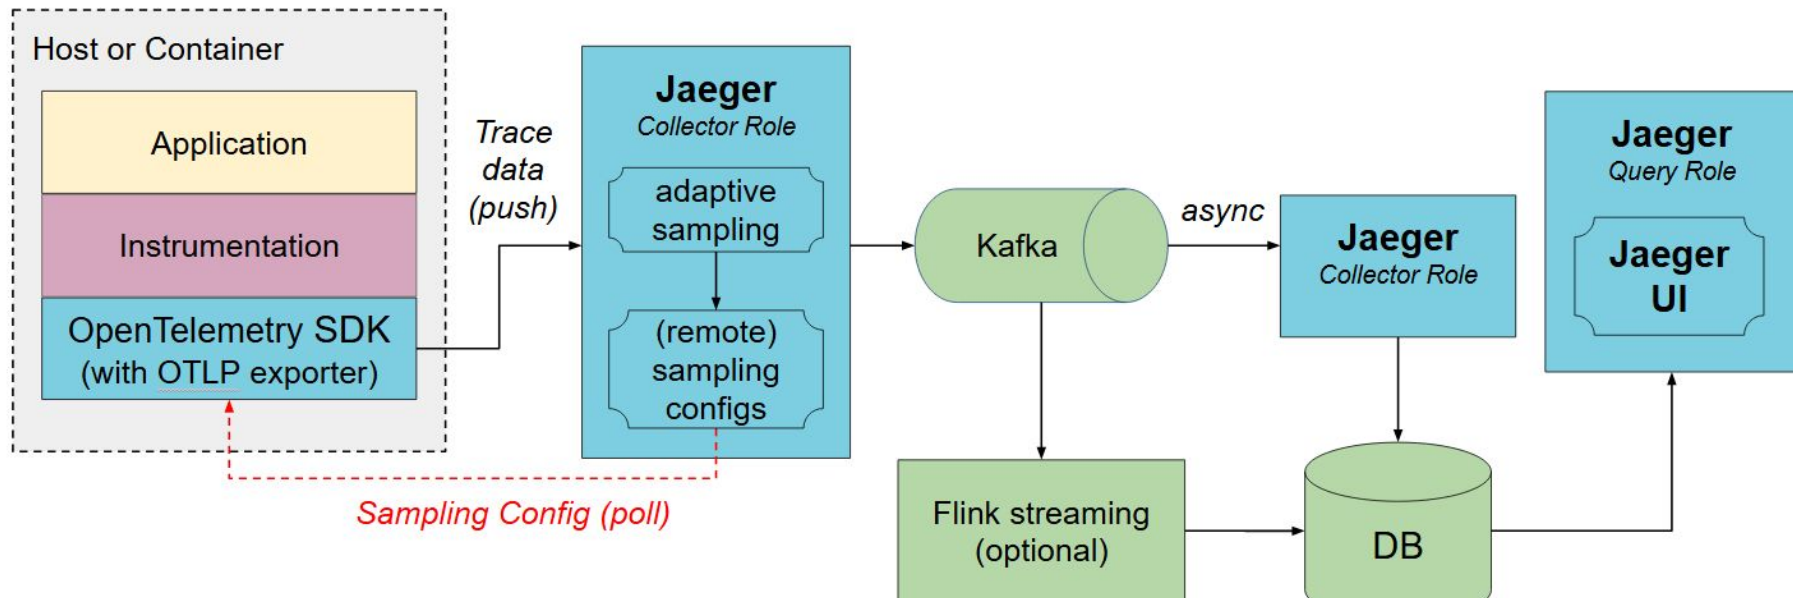 Host or Container
Application
Instrumentation
OpenTelemetry SDK
(with OTLP exporter)
Trace
data
(push)
Jaeger
Collector Role
adaptive
sampling
(remote)
sampling
configs
Sampling Config (poll)
Kafka
async
Jaeger
Collector Role
Flink streaming
(optional)
DB
Jaeger
Query Role
Jaeger
UI